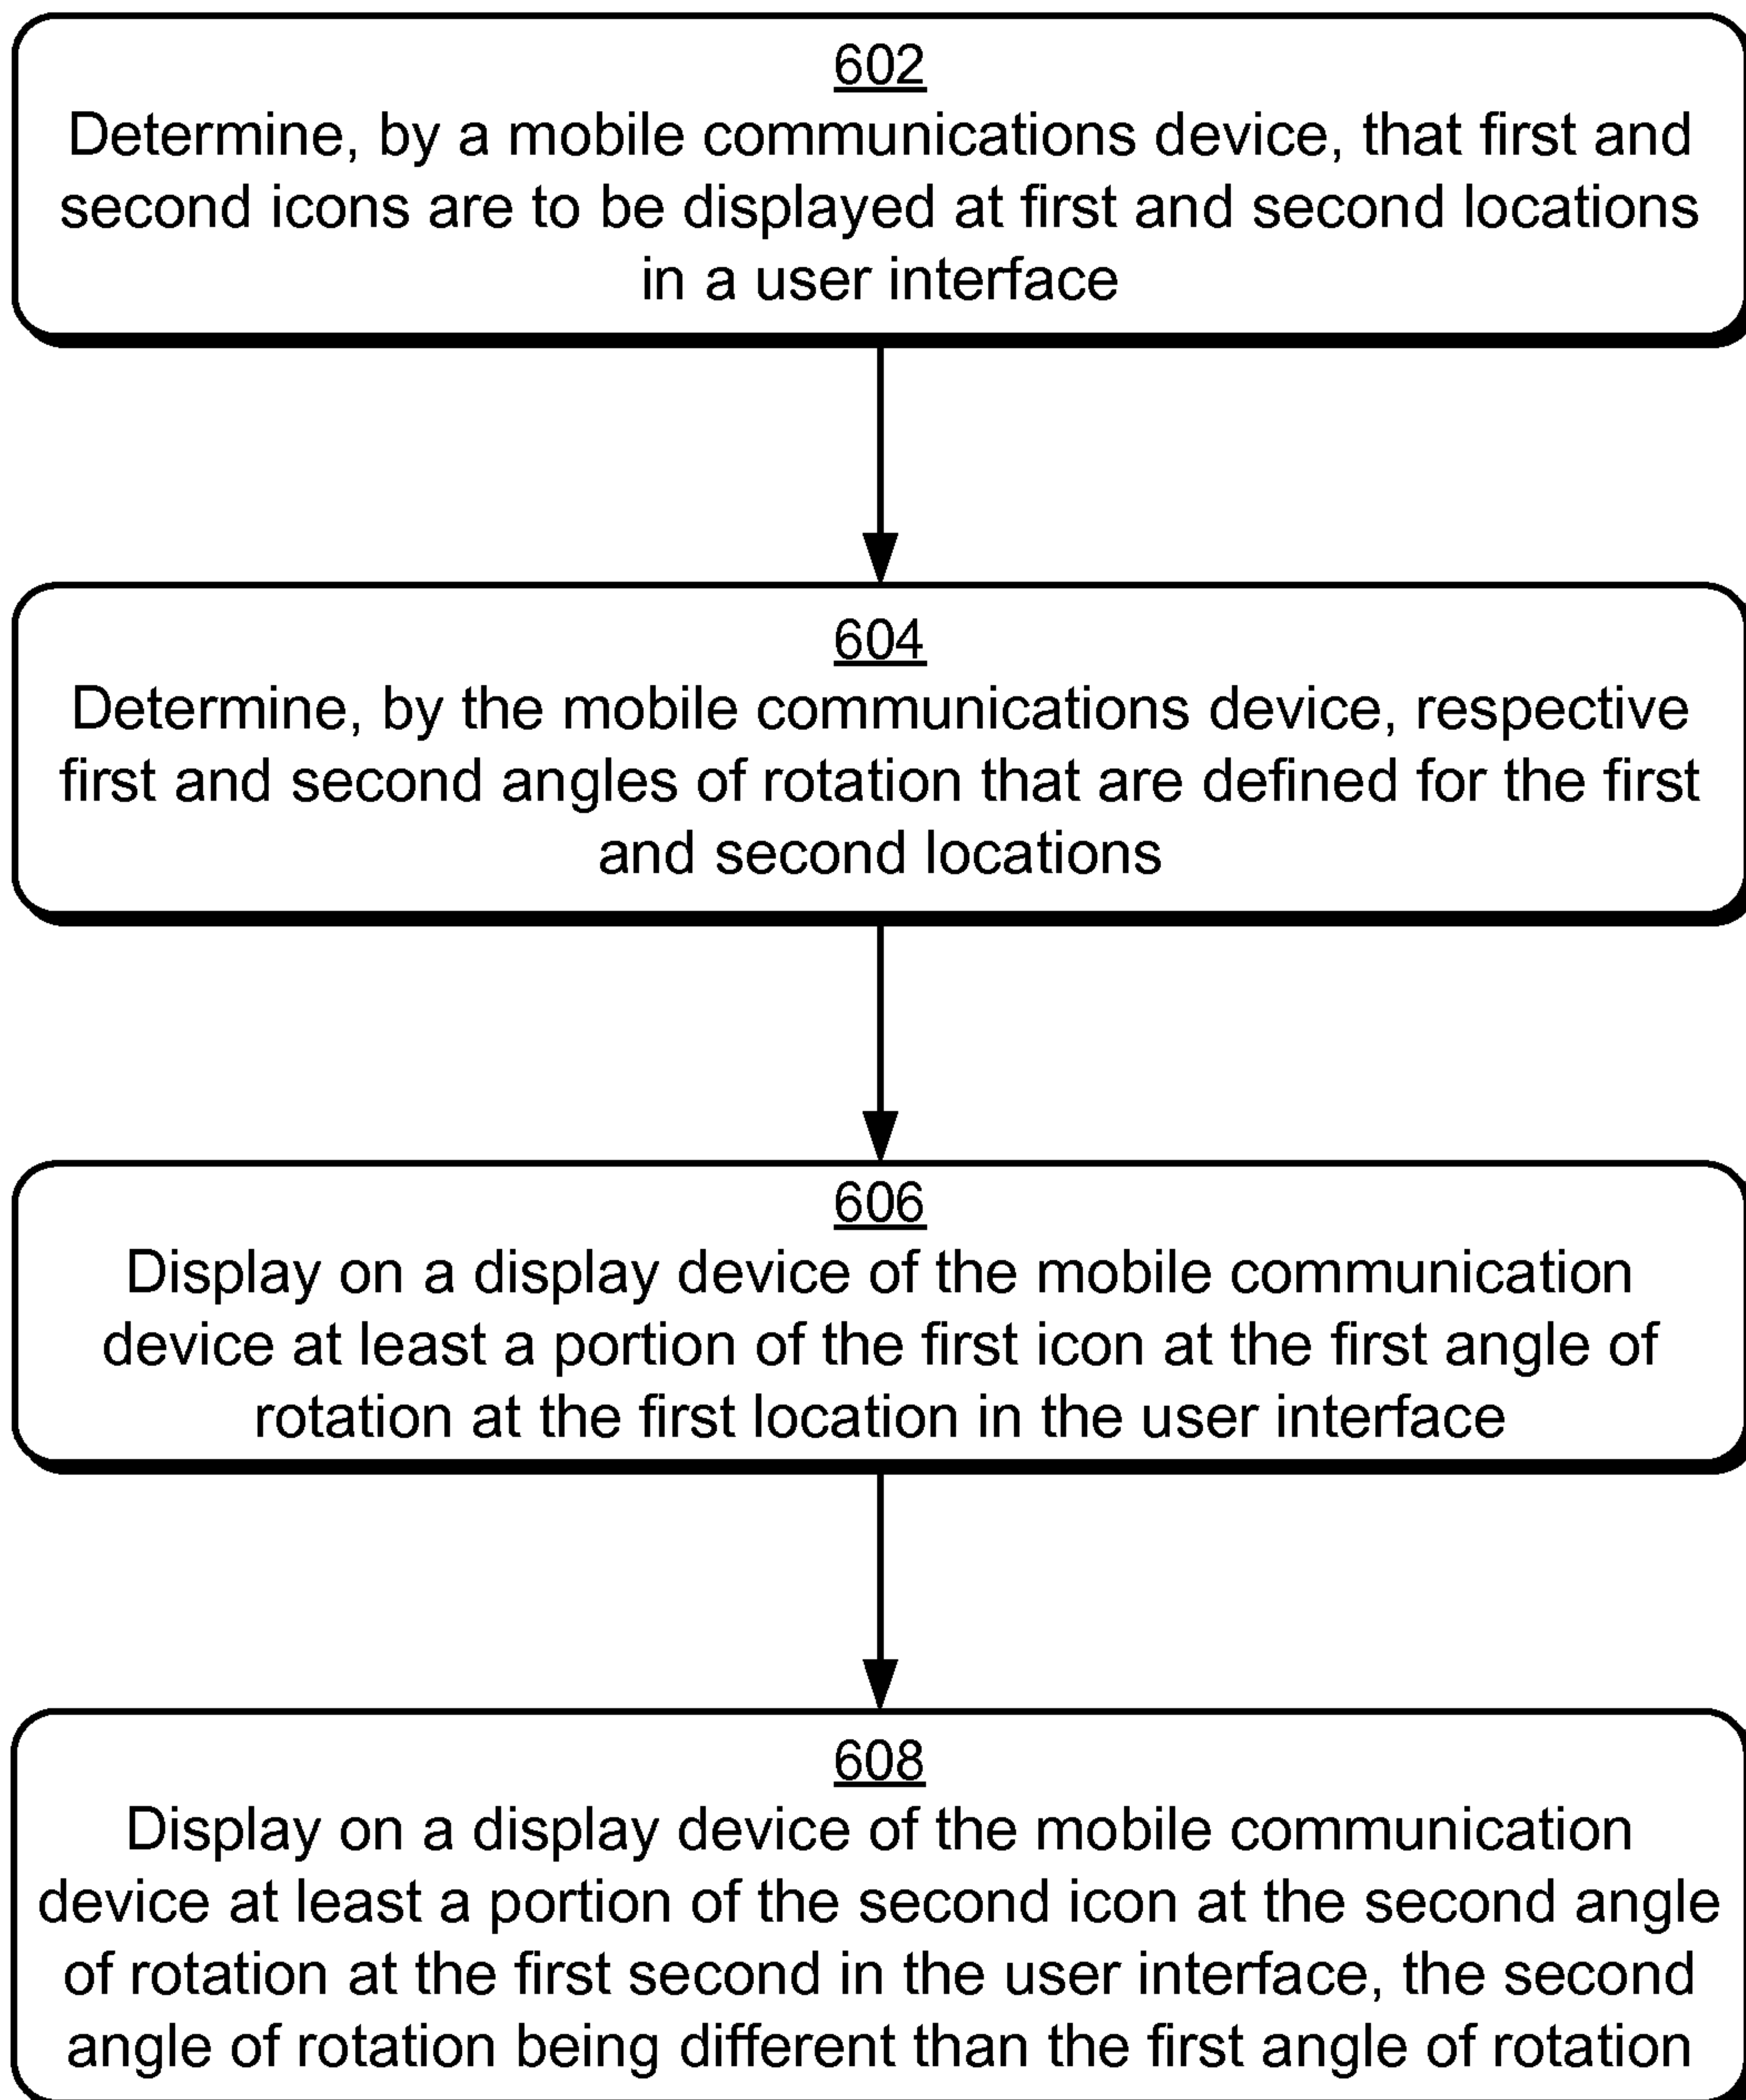 602
Determine, by a mobile communications device, that first and
second icons are to be displayed at first and second locations
in a user interface
604
Determine, by the mobile communications device, respective
first and second angles of rotation that are defined for the first
and second locations
606
Display on a display device of the mobile communication
device at least a portion of the first icon at the first angle of
rotation at the first location in the user interface
608
Display on a display device of the mobile communication
device at least a portion of the second icon at the second angle
of rotation at the first second in the user interface, the second
angle of rotation being different than the first angle of rotation